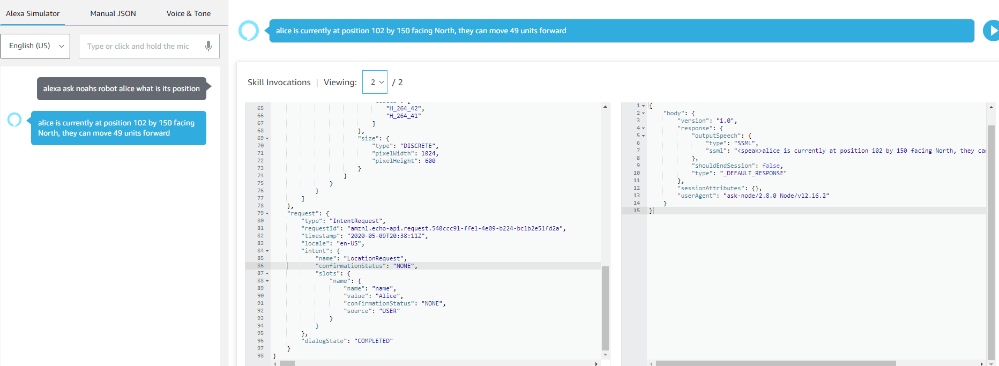 Alexa Simulator
Manual JSON
Voice & Tone
English (US)
Type or click and hold the mic
alexa ask noahs robot alice what is its position
alice is currently at position 102 by 150 facing
North, they can move 49 units forward
alice is currently at position 102 by 150 facing North, they can move 49 units forward
Skill Invocations | Viewing: 2 / 2
65 "H_264_42",
66 "H_264_41"
67 ]
68 },
69 "size": {
70 "type": "DISCRETE",
71 "pixelWidth": 1024,
72 "pixelHeight": 600
73 }
74 }
75 }
76 }
77 ]
78 },
79 "request": {
80 "type": "IntentRequest",
81 "requestId": "amzn1.echo-api.request.540ccc91-ffe1-4e09-b224-bc1b2e51fd2a",
82 "timestamp": "2020-05-09T20:38:11Z",
83 "locale": "en-US",
84 "intent": {
85 "name": "LocationRequest",
86 "confirmationStatus": "NONE",
87 "slots": {
88 "name": {
89 "name": "name",
90 "value": "Alice",
91 "confirmationStatus": "NONE",
92 "source": "USER"
93 }
94 }
95 },
96 "dialogState": "COMPLETED"
97 }
98 }
1 {
2 "body": {
3 "version": "1.0",
4 "response": {
5 "outputSpeech": {
6 "type": "SSML",
7 "ssml": "<speak>alice is currently at position 102 by 150 facing North, they ca
8 },
9 "shouldEndSession": false,
10 "type": "_DEFAULT_RESPONSE"
11 },
12 "sessionAttributes": {},
13 "userAgent": "ask-node/2.8.0 Node/v12.16.2"
14 }
15 }